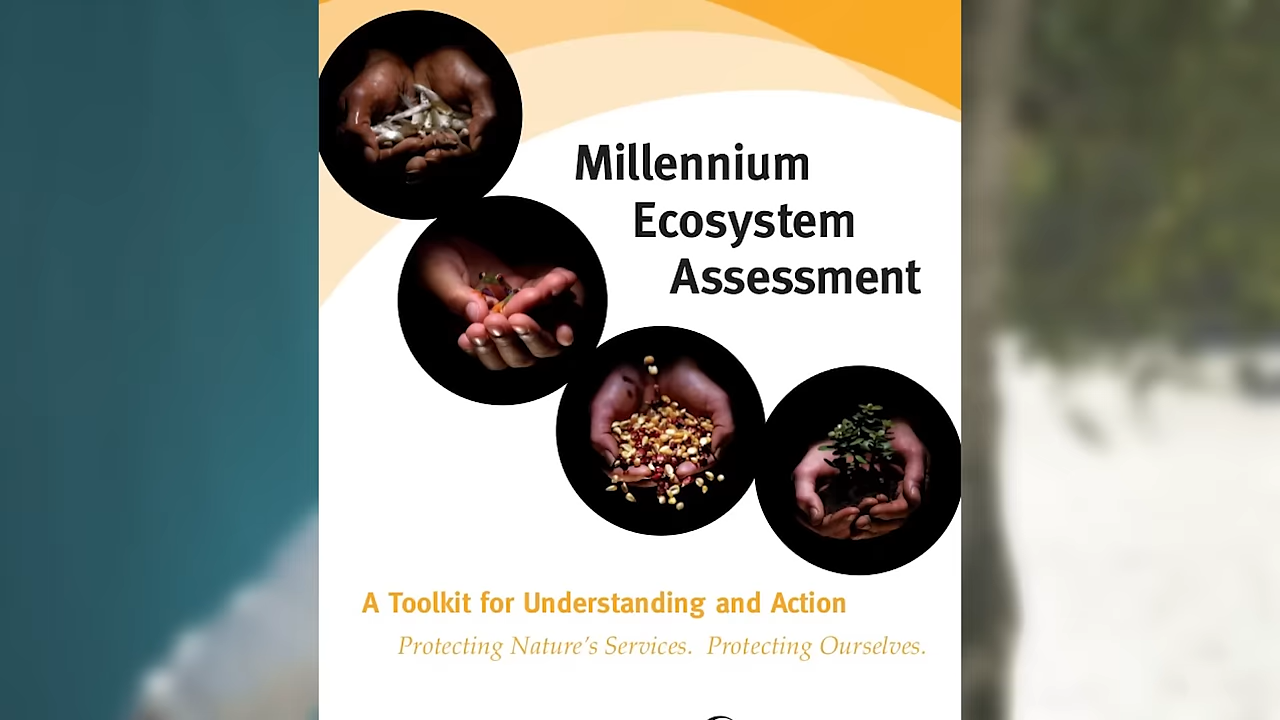 Millennium
Ecosystem
Assessment
A Toolkit for Understanding and Action
Protecting Nature's Services. Protecting Ourselves.